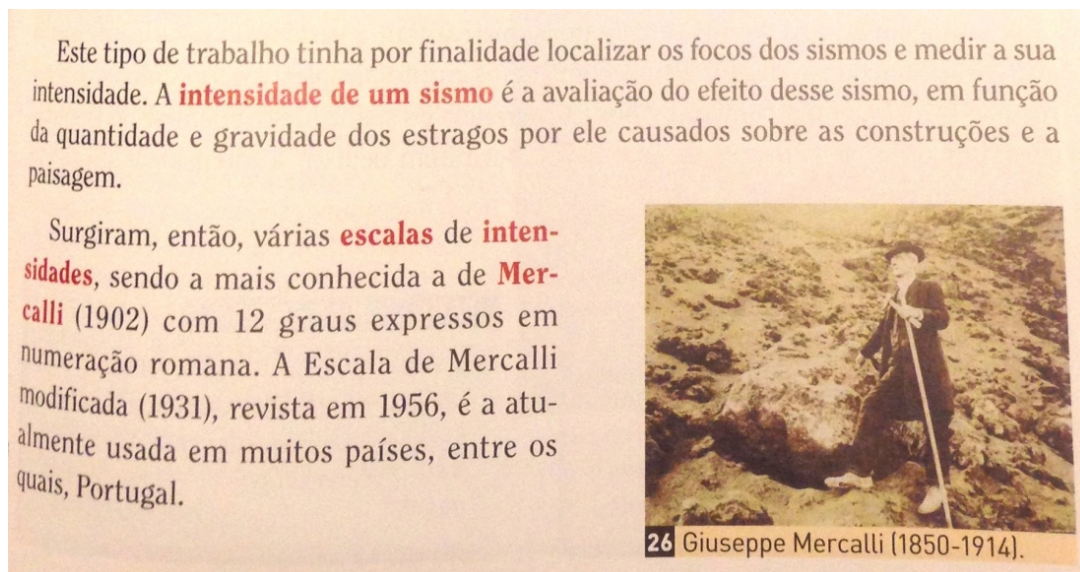 Este tipo de trabalho tinha por finalidade localizar os focos dos sismos e medir a sua
intensidade. A intensidade de um sismo é a avaliação do efeito desse sismo, em função
da quantidade e gravidade dos estragos por ele causados sobre as construções e a
paisagem.
Surgiram, então, várias escalas de inten-
sidades, sendo a mais conhecida a de Mer-
calli (1902) com 12 graus expressos em
numeração romana. A Escala de Mercalli
modificada (1931), revista em 1956, é a atu-
almente usada em muitos países, entre os
quais, Portugal.
26 Giuseppe Mercalli (1850-1914).